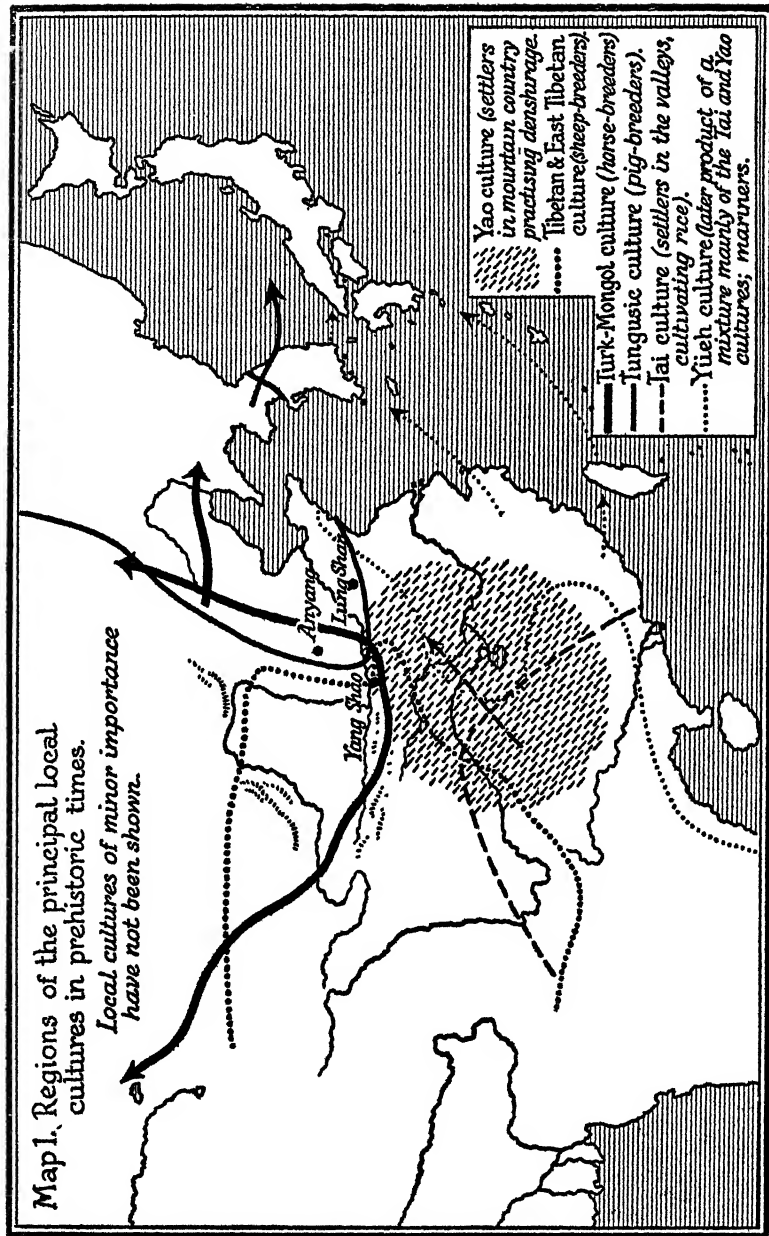 Map 1. Regions of the principal local
cultures in prehistoric times.
Local cultures of minor importance
have not been shown.
Anyang
Lung Shan
Yang Shao
Yao culture (settlers
in mountain country
practising denshiring.
Tibetan & East Tibetan
culture (sheep-breeders).
Turk-Mongol culture (horse-breeders)
Tungusic culture (pig-breeders).
Tai culture (settlers in the valleys,
cultivating rice).
Yüeh culture (later product of a
mixture mainly of the Tai and Yao
cultures; mariners.